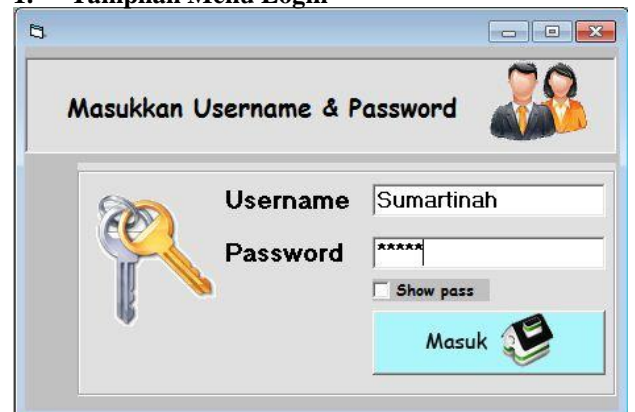 1. Tampilan Menu Login
Masukkan Username & Password
Username Sumartinah
Password *****
Show pass
Masuk